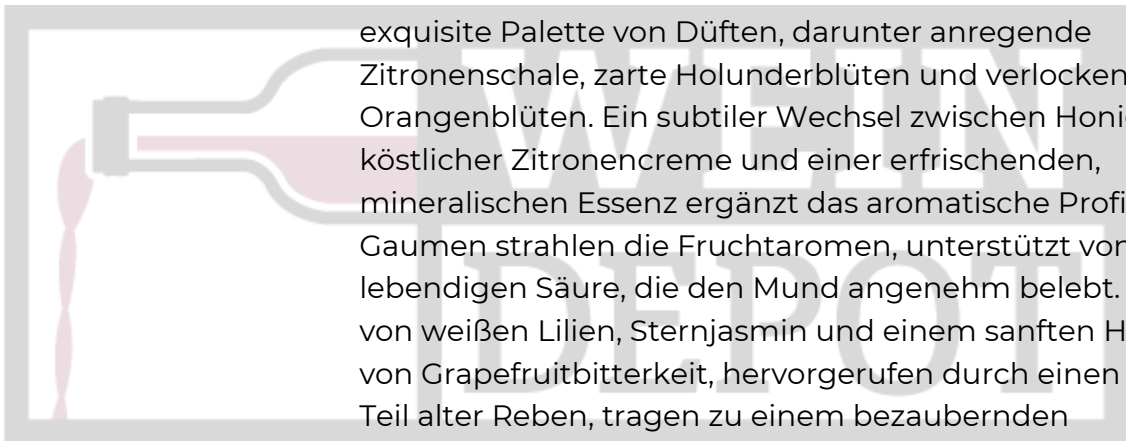 exquisite Palette von Düften, darunter anregende
Zitronenschale, zarte Holunderblüten und verlocken
Orangenblüten. Ein subtiler Wechsel zwischen Honi
köstlicher Zitronencreme und einer erfrischenden,
mineralischen Essenz ergänzt das aromatische Profi
Gaumen strahlen die Fruchtaromen, unterstützt von
lebendigen Säure, die den Mund angenehm belebt.
von weißen Lilien, Sternjasmin und einem sanften H
von Grapefruitbitterkeit, hervorgerufen durch einen
Teil alter Reben, tragen zu einem bezaubernden
WEIN
DEPOT